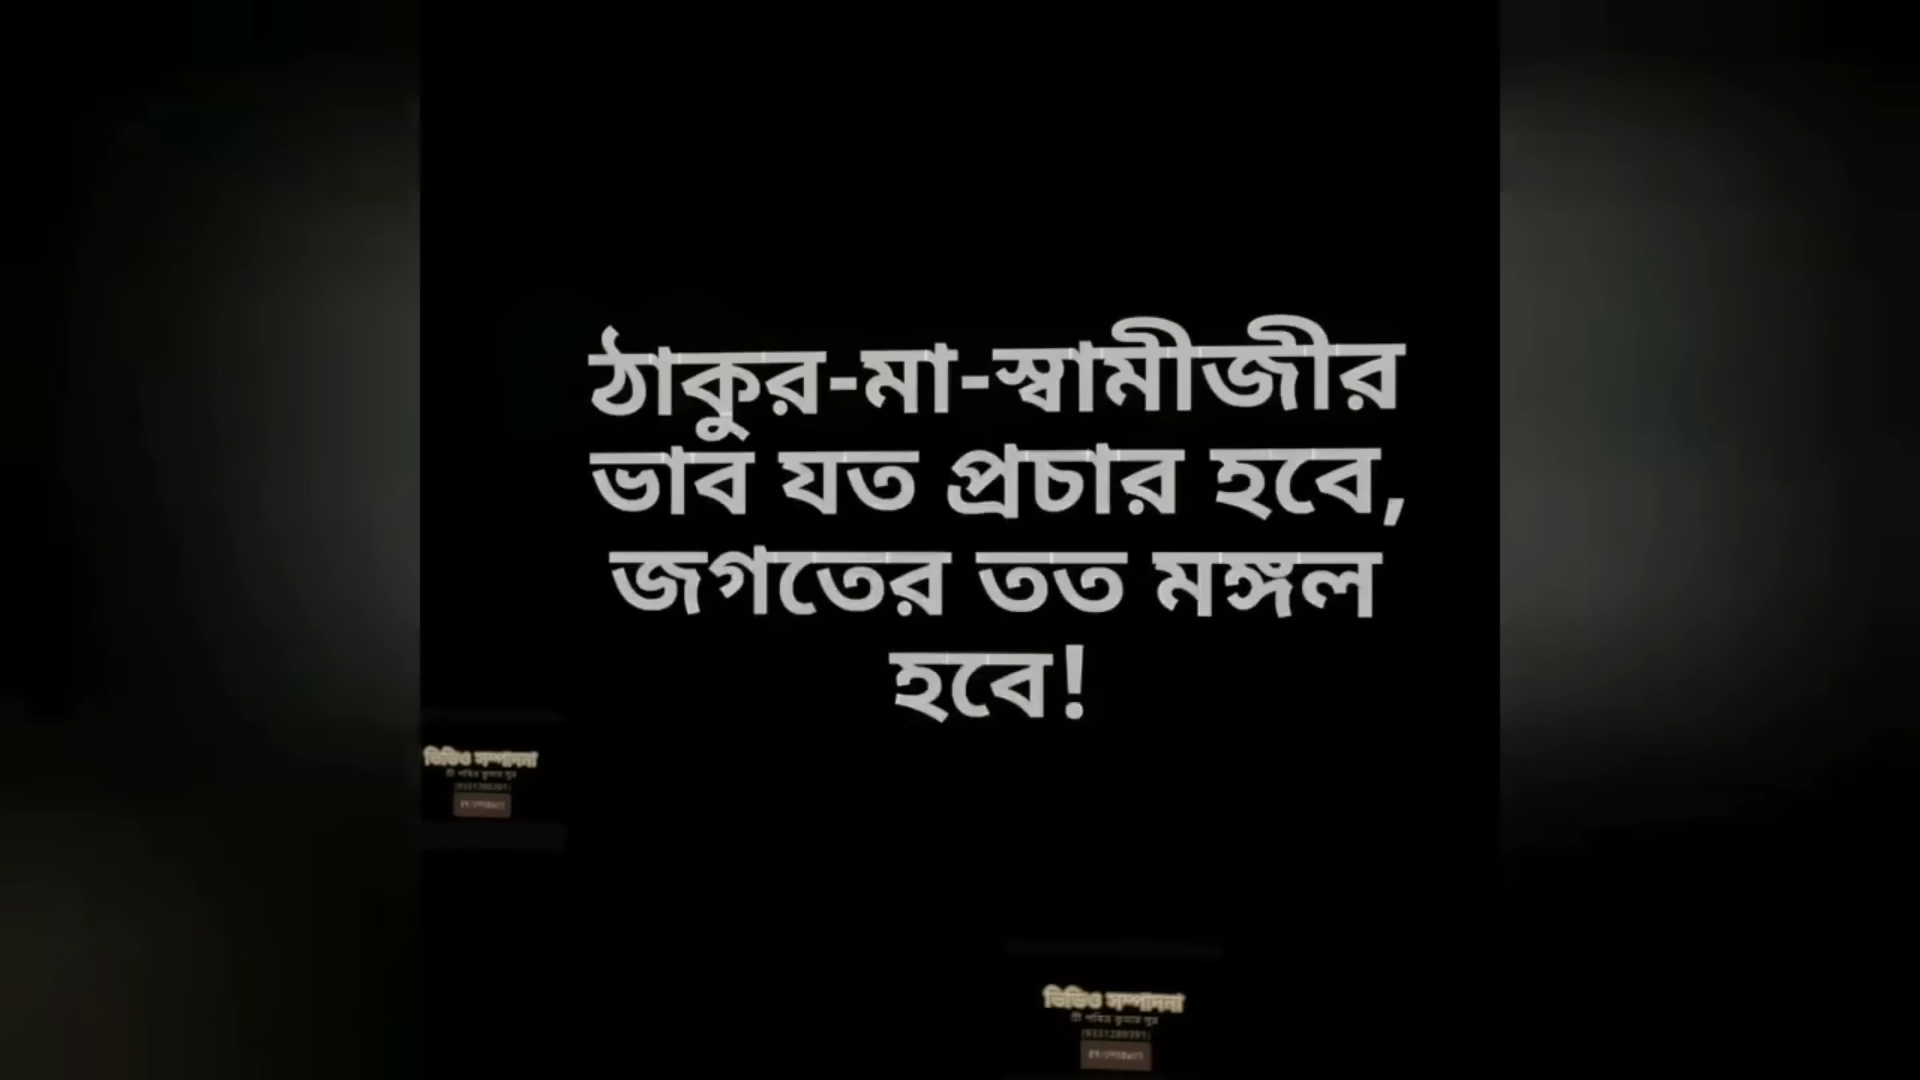 ঠাকুর-মা-স্বামীজীর
ভাব যত প্রচার হবে,
জগতের তত মঙ্গল
হবে!
ভিডিও সম্পাদনা
ভিডিও সম্পাদনা